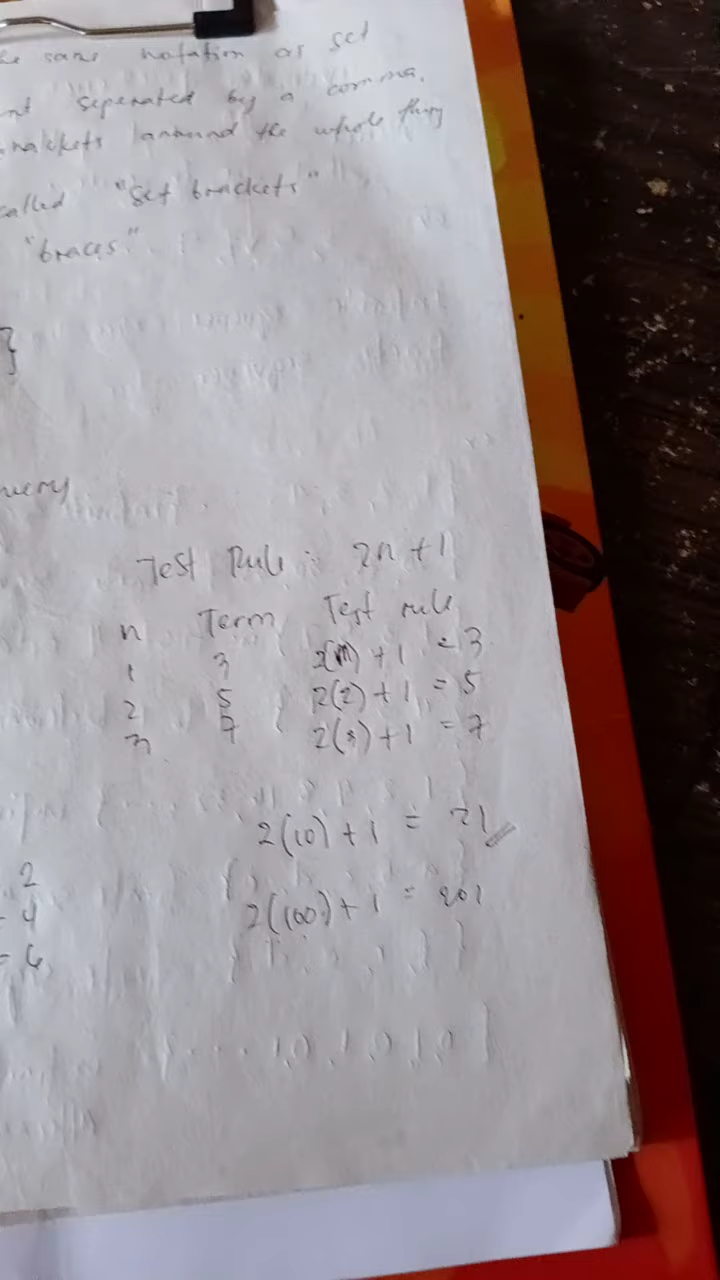 same notation as set
seperated by a comma.
around the whole thing
called "set brackets"
"braces"
}
Test Rule : 2n + 1
n Term Test rule
1 3 2(1) + 1 = 3
2 5 2(2) + 1 = 5
3 7 2(3) + 1 = 7
2(10) + 1 = 21
2
2(100) + 1 = 201
= 4
= 6